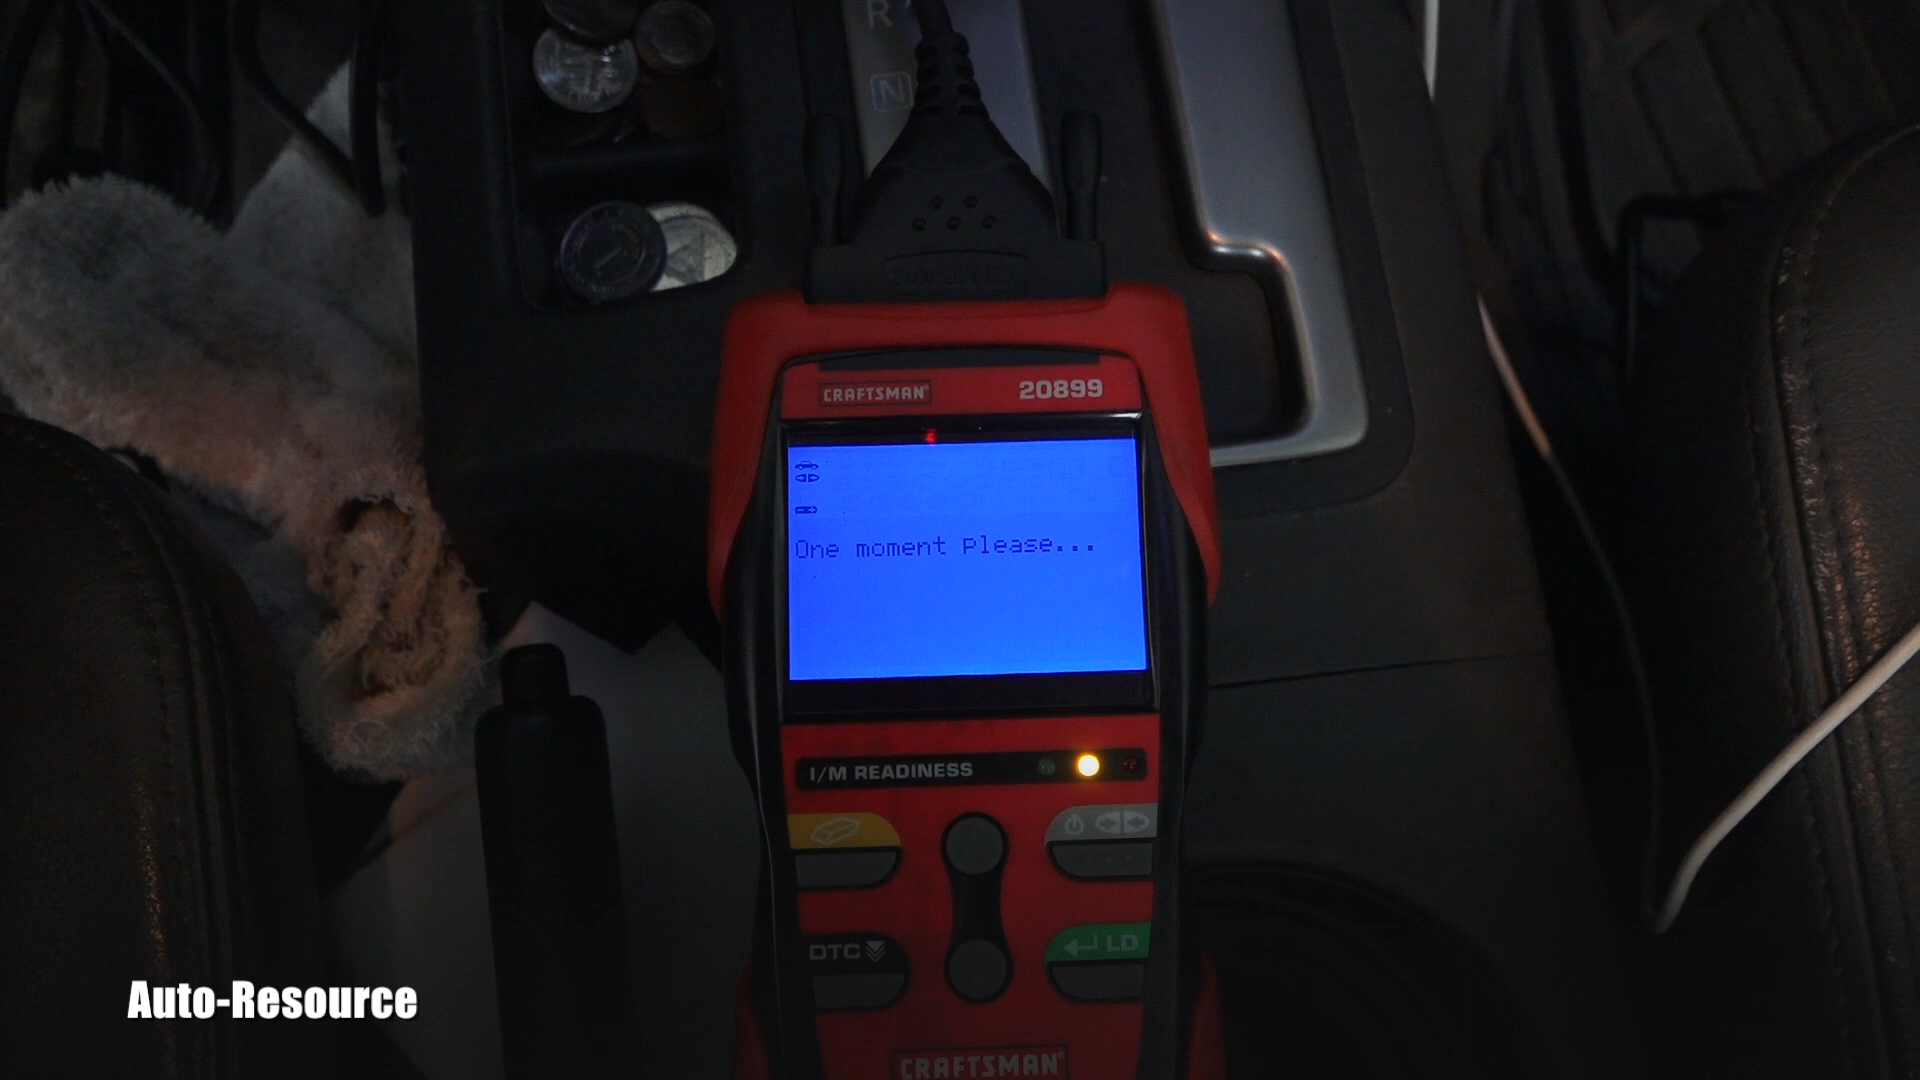 R
N
CRAFTSMAN
20899
One moment Please...
I/M READINESS
DTC
LD
CRAFTSMAN
Auto-Resource